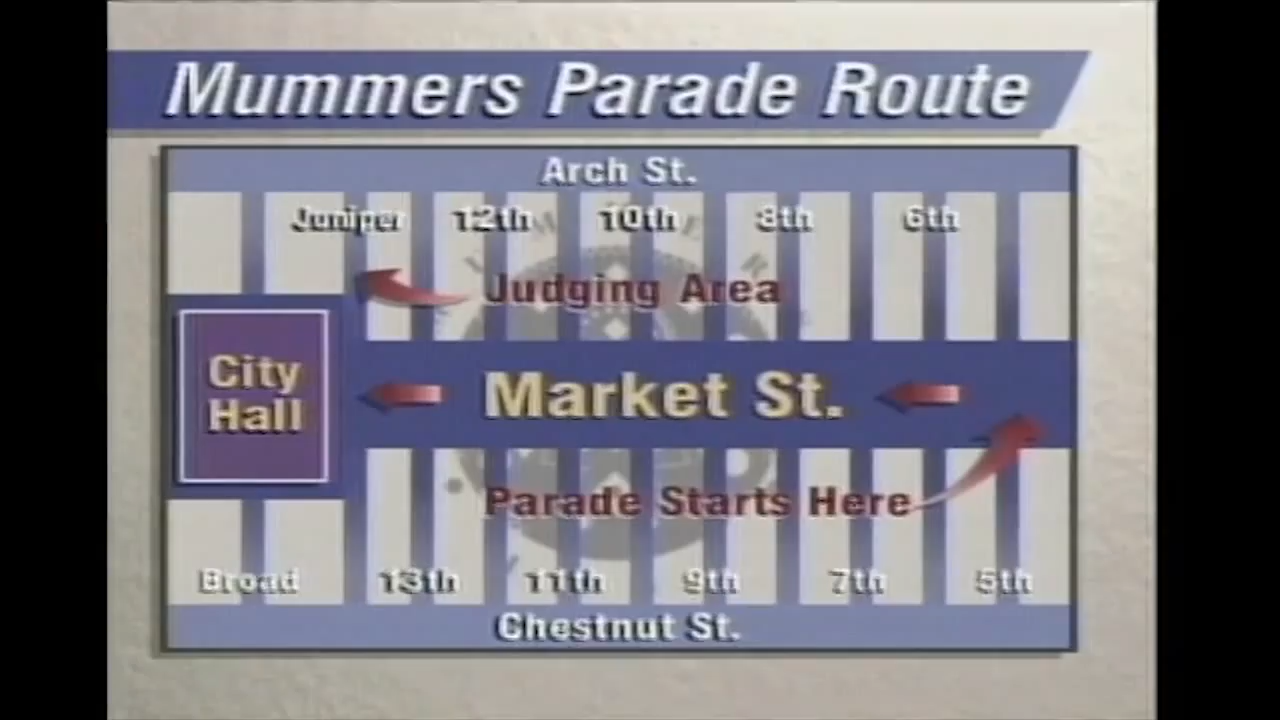 Mummers Parade Route
Arch St.
Juniper 12th 10th 8th 6th
Judging Area
City
Hall
Market St.
Parade Starts Here
Broad 13th 11th 9th 7th 5th
Chestnut St.